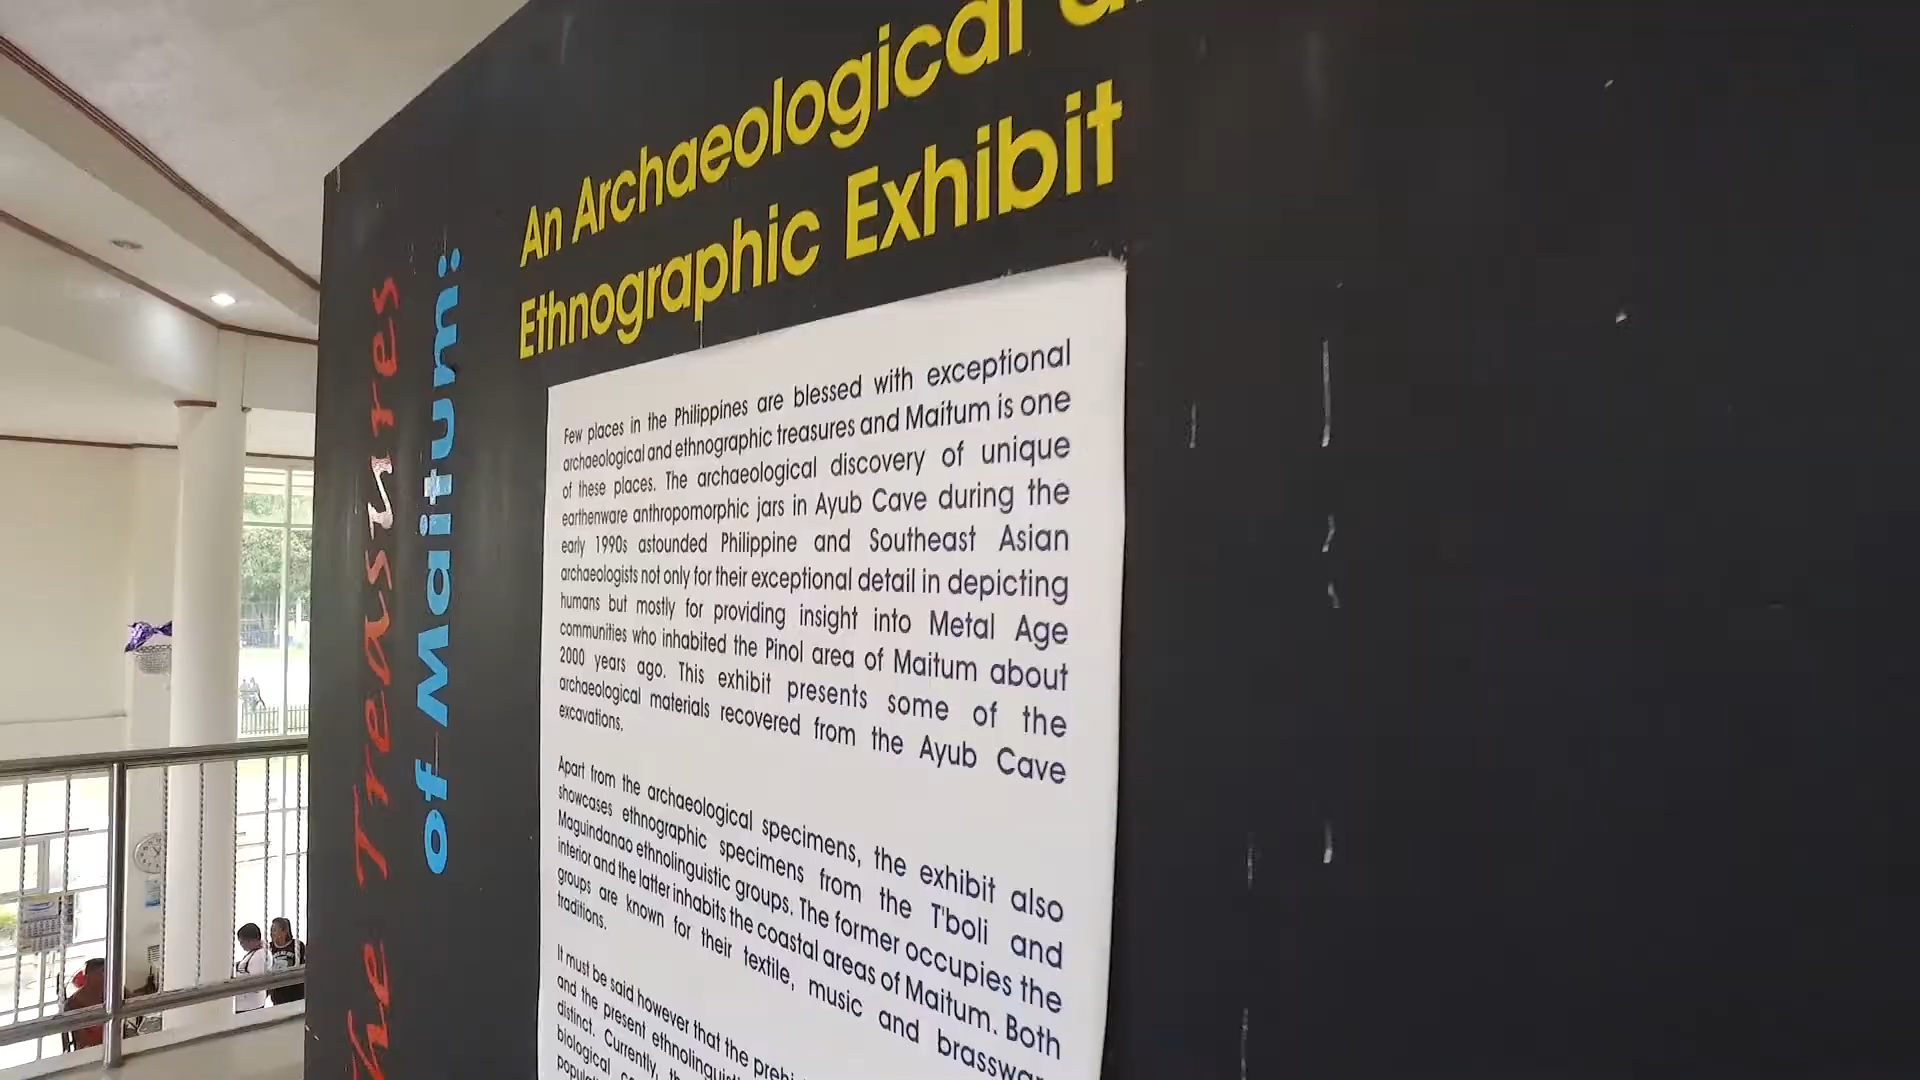 The Treasures
of Maitum:
An Archaeological
Ethnographic Exhibit
Few places in the Philippines are blessed with exceptional
archaeological and ethnographic treasures and Maitum is one
of these places. The archaeological discovery of unique
earthenware anthropomorphic jars in Ayub Cave during the
early 1990s astounded Philippine and Southeast Asian
archaeologists not only for their exceptional detail in depicting
humans but mostly for providing insight into Metal Age
communities who inhabited the Pinol area of Maitum about
2000 years ago. This exhibit presents some of the
archaeological materials recovered from the Ayub Cave
excavations.
Apart from the archaeological specimens, the exhibit also
showcases ethnographic specimens from the T'boli and
Maguindanao ethnolinguistic groups. The former occupies the
interior and the latter inhabits the coastal areas of Maitum. Both
groups are known for their textile, music and
traditions.
It must be said however that the
and the present
distinct. Currently,
biological